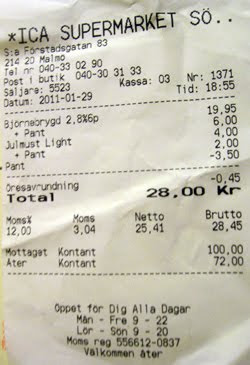 *ICA SUPERMARKET SÖ..
S:a Förstadsgatan 83
214 20 Malmö
Tel nr 040-33 02 90
Post i butik 040-30 31 33
Säljare: 5523 Kassa: 03 Nr: 1371
Datum: 2011-01-29 Tid: 18:55
Björnebrygd 2,8%6p 19,95
+ Pant 6,00
Julmust Light 4,00
+ Pant 2,00
Pant -3,50
Öresavrundning -0,45
Total 28,00 Kr
Moms% Moms Netto Brutto
12,00 3,04 25,41 28,45
Mottaget Kontant 100,00
Åter Kontant 72,00
Öppet för Dig Alla Dagar
Mån - Fre 9 - 22
Lör - Sön 9 - 20
Moms reg 556612-0837
Välkommen åter